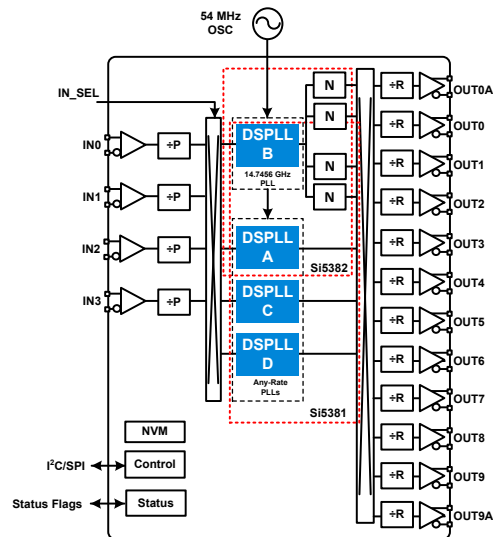 54 MHz
OSC
IN_SEL
N
N
N
N
DSPLL
B
14.7456 GHz
PLL
DSPLL
A
Si5382
DSPLL
C
DSPLL
D
Any-Rate
PLLs
Si5381
IN0
÷P
IN1
÷P
IN2
÷P
IN3
÷P
÷R
OUT0A
÷R
OUT0
÷R
OUT1
÷R
OUT2
÷R
OUT3
÷R
OUT4
÷R
OUT5
÷R
OUT6
÷R
OUT7
÷R
OUT8
÷R
OUT9
÷R
OUT9A
NVM
I²C/SPI
Control
Status Flags
Status